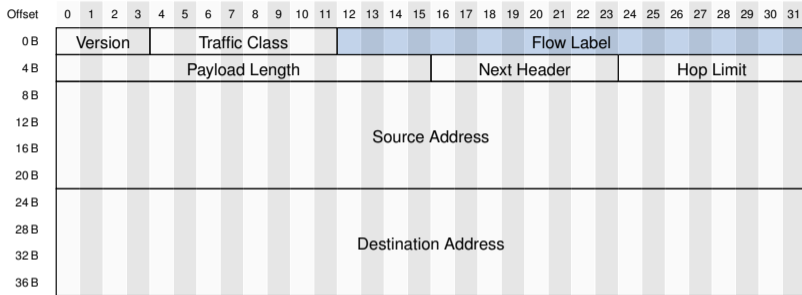 Offset 0 1 2 3 4 5 6 7 8 9 10 11 12 13 14 15 16 17 18 19 20 21 22 23 24 25 26 27 28 29 30 31
0 B Version Traffic Class Flow Label
4 B Payload Length Next Header Hop Limit
8 B
12 B
Source Address
16 B
20 B
24 B
28 B
Destination Address
32 B
36 B